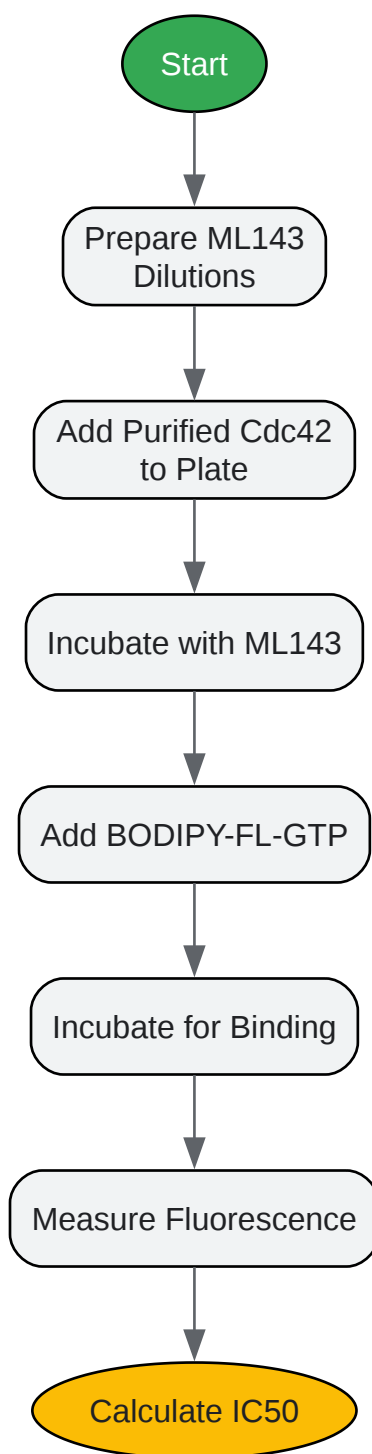 Start
Prepare ML143
Dilutions
Add Purified Cdc42
to Plate
Incubate with ML143
Add BODIPY-FL-GTP
Incubate for Binding
Measure Fluorescence
Calculate IC50